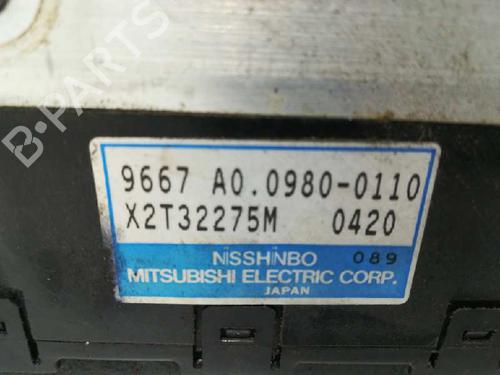 B-PARTS
9667 A0.0980-0110
X2T32275M 0420
NiSSHiNBO 089
MITSUBISHI ELECTRIC CORP.
JAPAN